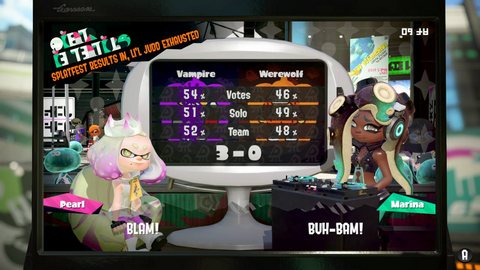 SPLATFEST RESULTS IN, LI'L JUDD EXHAUSTED
Vampire Werewolf
54% Votes 46%
51% Solo 49%
52% Team 48%
3 - 0
Pearl
Marina
BLAM!
BUH-BAM!
A